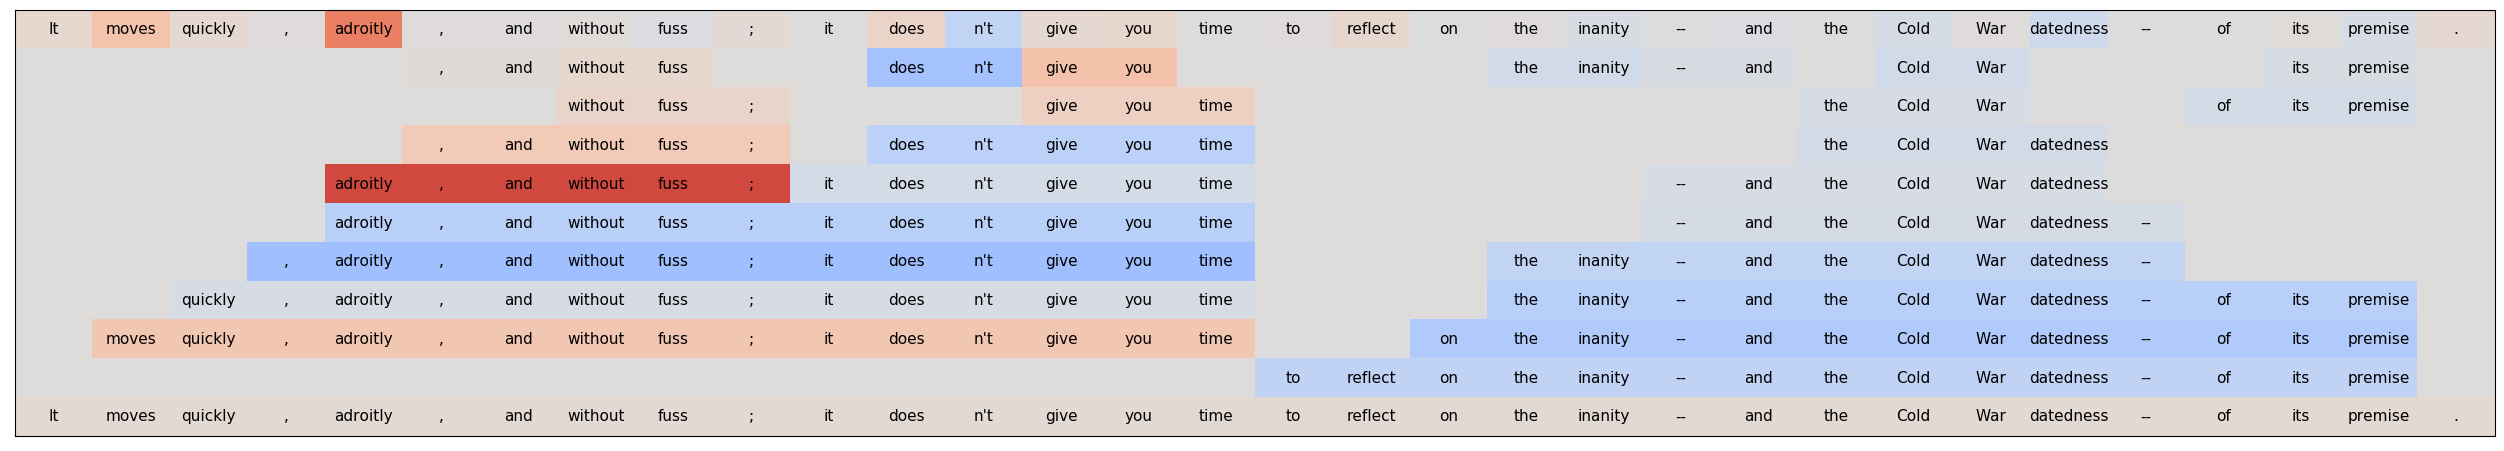 It moves quickly , adroitly , and without fuss ; it does n't give you time to reflect on the inanity -- and the Cold War datedness -- of its premise .
, and without fuss does n't give you the inanity -- and Cold War its premise
without fuss ; give you time the Cold War of its premise
, and without fuss ; does n't give you time the Cold War datedness
adroitly , and without fuss ; it does n't give you time -- and the Cold War datedness
adroitly , and without fuss ; it does n't give you time -- and the Cold War datedness --
, adroitly , and without fuss ; it does n't give you time the inanity -- and the Cold War datedness --
quickly , adroitly , and without fuss ; it does n't give you time the inanity -- and the Cold War datedness -- of its premise
moves quickly , adroitly , and without fuss ; it does n't give you time on the inanity -- and the Cold War datedness -- of its premise
to reflect on the inanity -- and the Cold War datedness -- of its premise
It moves quickly , adroitly , and without fuss ; it does n't give you time to reflect on the inanity -- and the Cold War datedness -- of its premise .